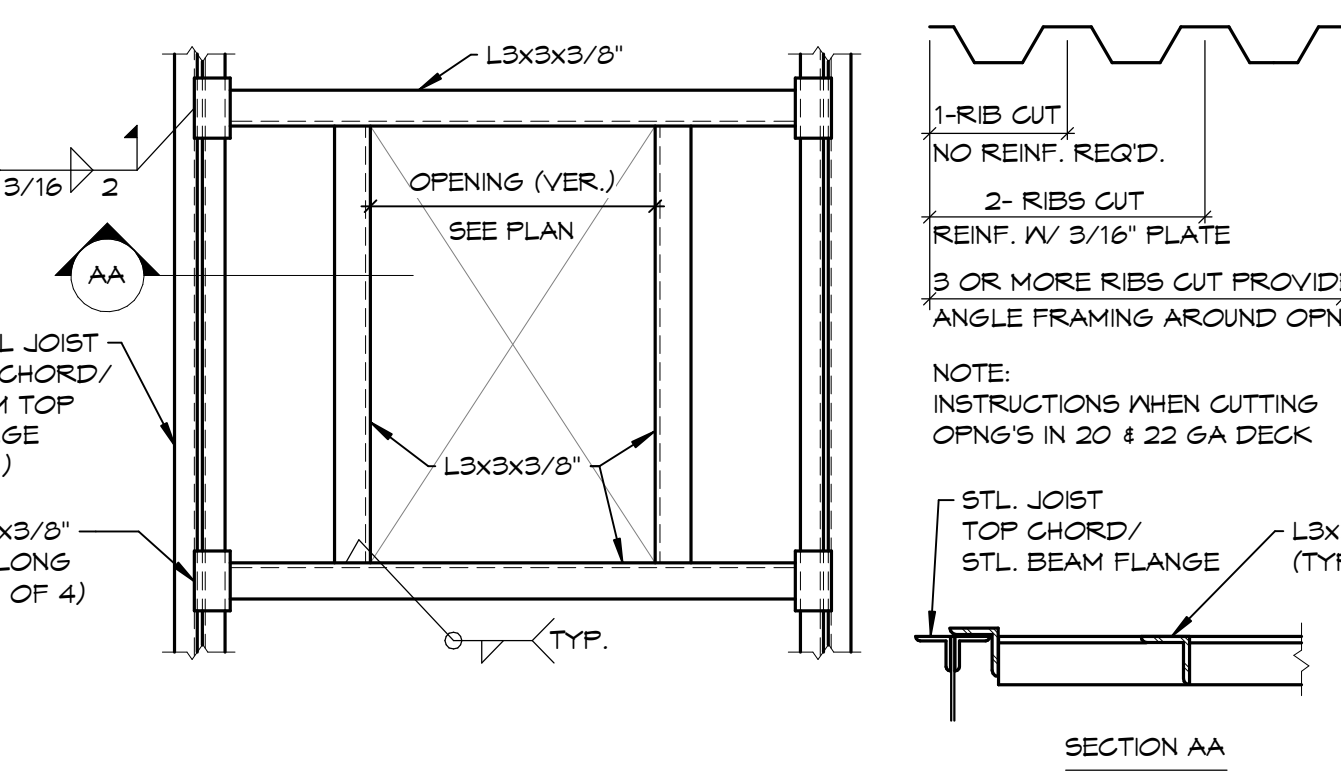 L3x3x3/8"
3/16
2
OPENING (VER.)
SEE PLAN
AA
L JOIST
CHORD/
M TOP
GE
)
L3x3x3/8"
x3/8"
LONG
OF 4)
TYP.
1-RIB CUT
NO REINF. REQ'D.
2- RIBS CUT
REINF. W/ 3/16" PLATE
3 OR MORE RIBS CUT PROVIDE
ANGLE FRAMING AROUND OPN
NOTE:
INSTRUCTIONS WHEN CUTTING
OPNG'S IN 20 & 22 GA DECK
STL. JOIST
TOP CHORD/
STL. BEAM FLANGE
L3x
(TYP
SECTION AA